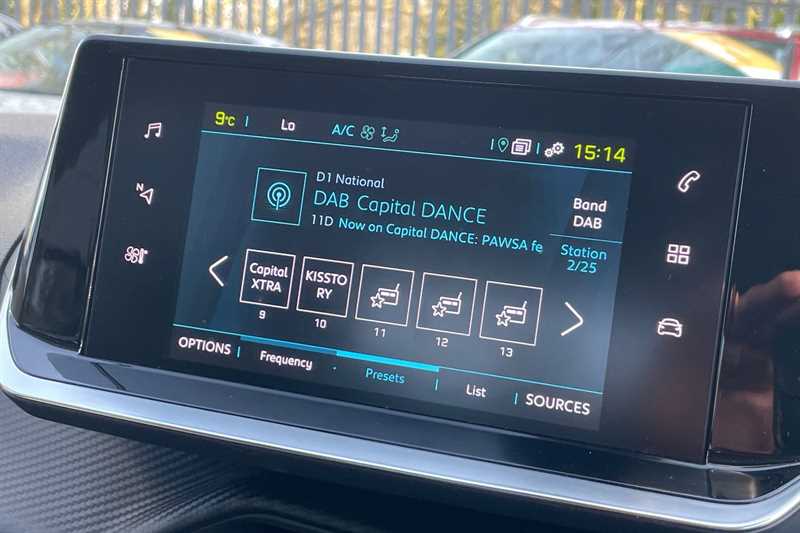 9°C Lo A/C 15:14
N
D1 National
DAB Capital DANCE
11D Now on Capital DANCE: PAWSA fe
Band
DAB
Station
2/25
Capital
XTRA
KISSTO
RY
9 10 11 12 13
OPTIONS Frequency Presets List SOURCES